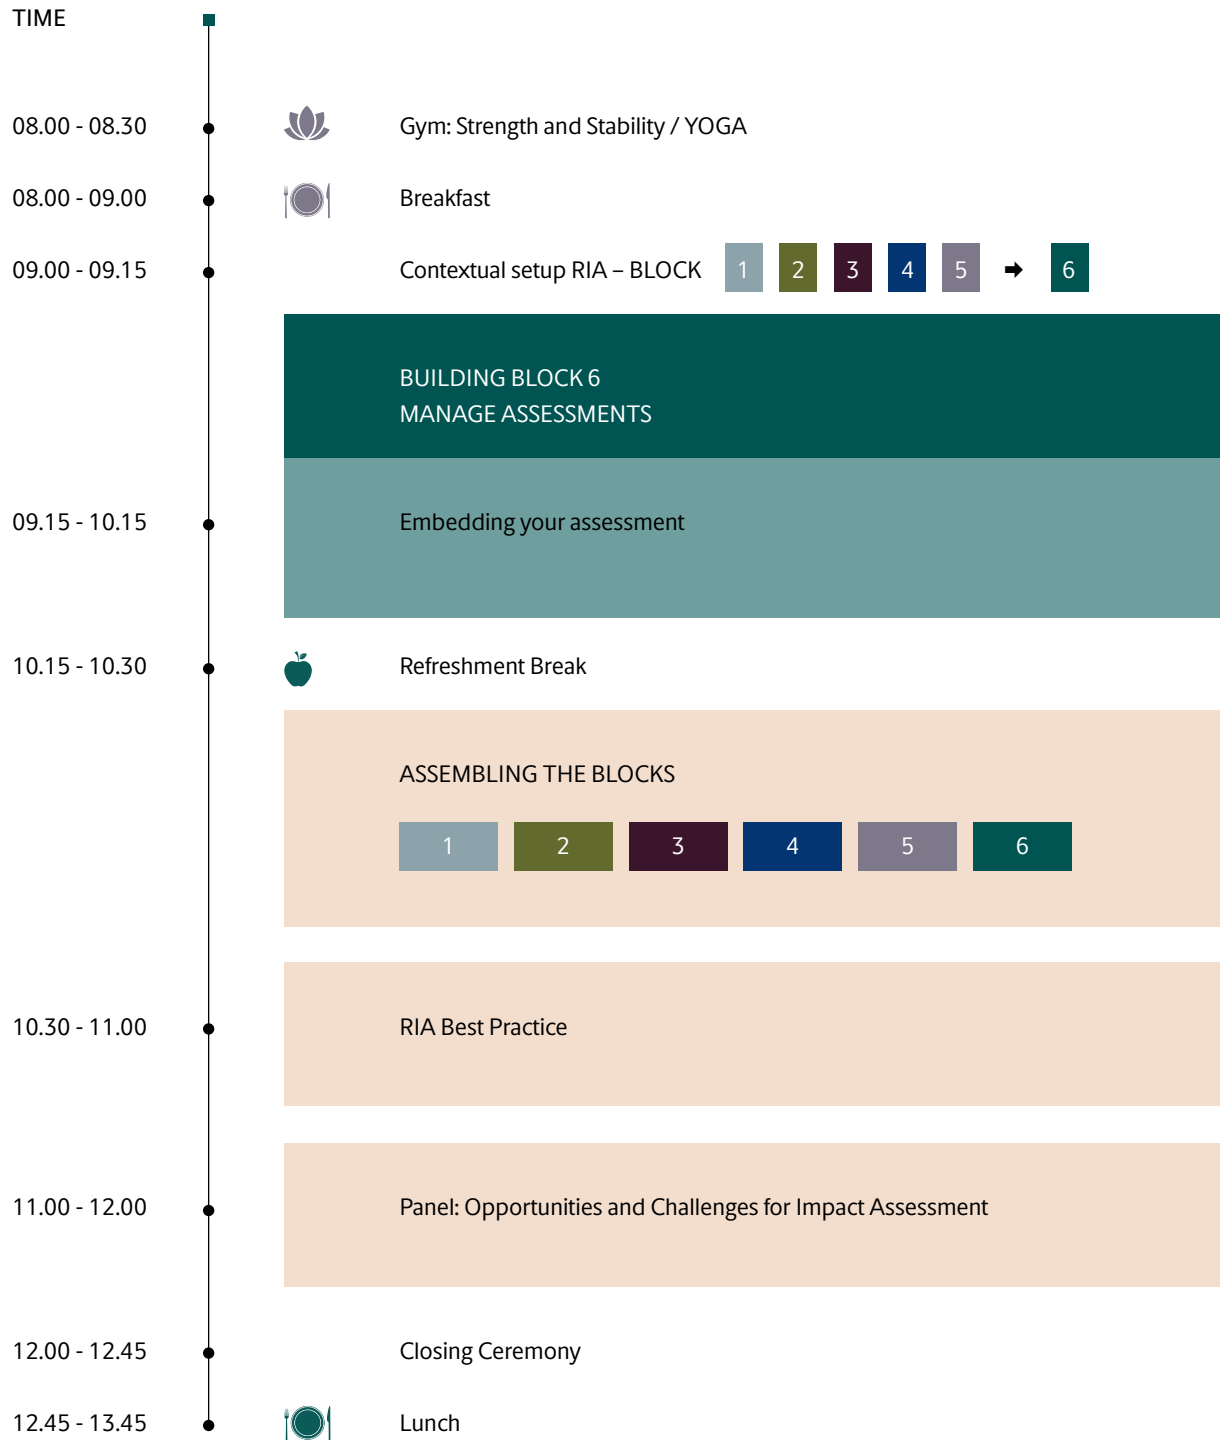 TIME
08.00 - 08.30 Gym: Strength and Stability / YOGA
08.00 - 09.00 Breakfast
09.00 - 09.15 Contextual setup RIA – BLOCK 1 2 3 4 5 6
BUILDING BLOCK 6
MANAGE ASSESSMENTS
09.15 - 10.15 Embedding your assessment
10.15 - 10.30 Refreshment Break
ASSEMBLING THE BLOCKS
1 2 3 4 5 6
10.30 - 11.00 RIA Best Practice
11.00 - 12.00 Panel: Opportunities and Challenges for Impact Assessment
12.00 - 12.45 Closing Ceremony
12.45 - 13.45 Lunch